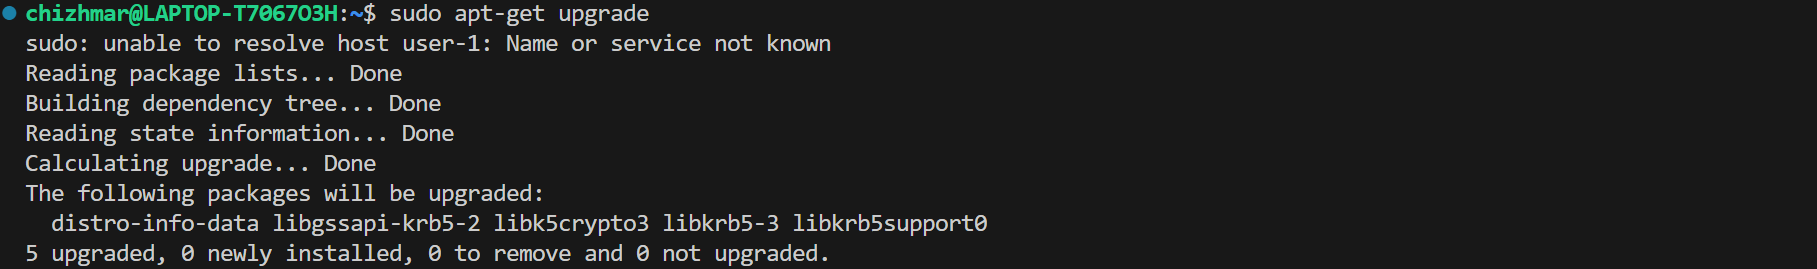 chizhmar@LAPTOP-T7067O3H:~$ sudo apt-get upgrade
sudo: unable to resolve host user-1: Name or service not known
Reading package lists... Done
Building dependency tree... Done
Reading state information... Done
Calculating upgrade... Done
The following packages will be upgraded:
  distro-info-data libgssapi-krb5-2 libk5crypto3 libkrb5-3 libkrb5support0
5 upgraded, 0 newly installed, 0 to remove and 0 not upgraded.